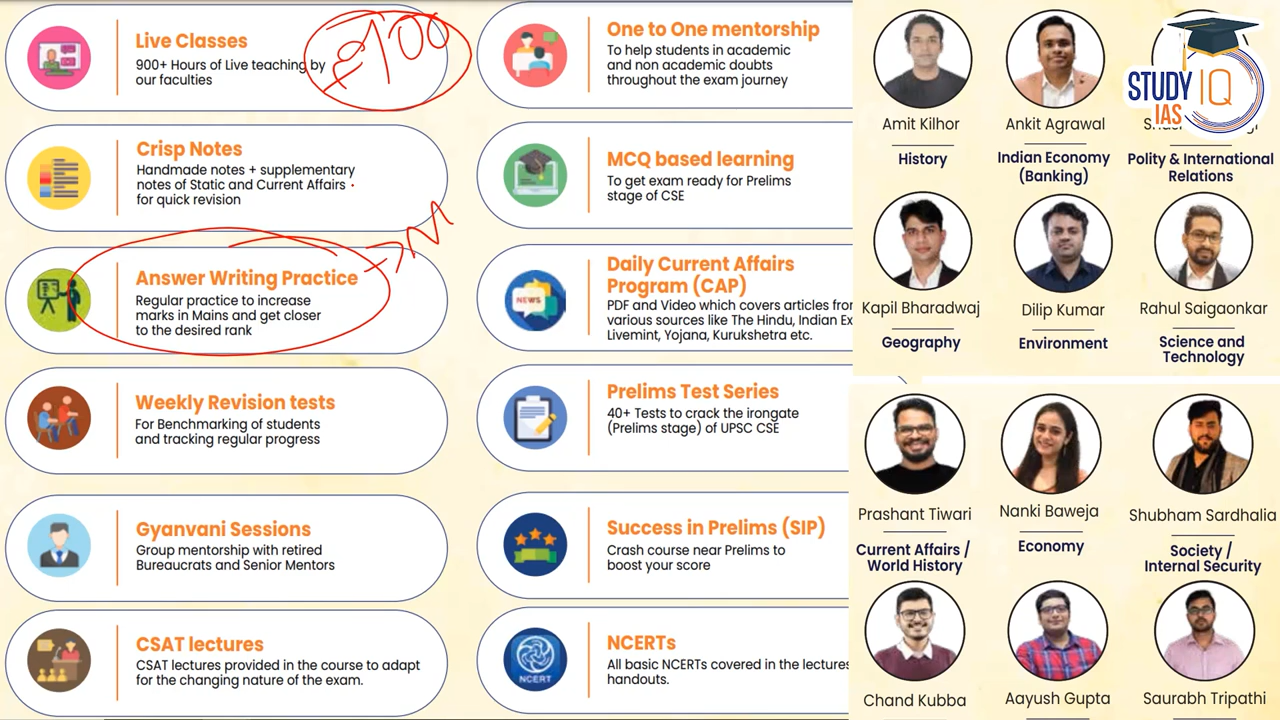 Live Classes
900+ Hours of Live teaching by
our faculties
One to One mentorship
To help students in academic
and non academic doubts
throughout the exam journey
Crisp Notes
Handmade notes + supplementary
notes of Static and Current Affairs
for quick revision
MCQ based learning
To get exam ready for Prelims
stage of CSE
Answer Writing Practice
Regular practice to increase
marks in Mains and get closer
to the desired rank
Daily Current Affairs
Program (CAP)
PDF and Video which covers articles from
various sources like The Hindu, Indian Ex
Livemint, Yojana, Kurukshetra etc.
Weekly Revision tests
For Benchmarking of students
and tracking regular progress
Prelims Test Series
40+ Tests to crack the irongate
(Prelims stage) of UPSC CSE
Gyanvani Sessions
Group mentorship with retired
Bureaucrats and Senior Mentors
Success in Prelims (SIP)
Crash course near Prelims to
boost your score
CSAT lectures
CSAT lectures provided in the course to adapt
for the changing nature of the exam.
NCERT
NCERTs
All basic NCERTs covered in the lectures
handouts.
STUDY IQ
IAS
Amit Kilhor
History
Ankit Agrawal
Indian Economy
(Banking)
Polity & International
Relations
Kapil Bharadwaj
Geography
Dilip Kumar
Environment
Rahul Saigaonkar
Science and
Technology
Prashant Tiwari
Current Affairs /
World History
Nanki Baweja
Economy
Shubham Sardhalia
Society /
Internal Security
Chand Kubba
Aayush Gupta
Saurabh Tripathi
NEWS